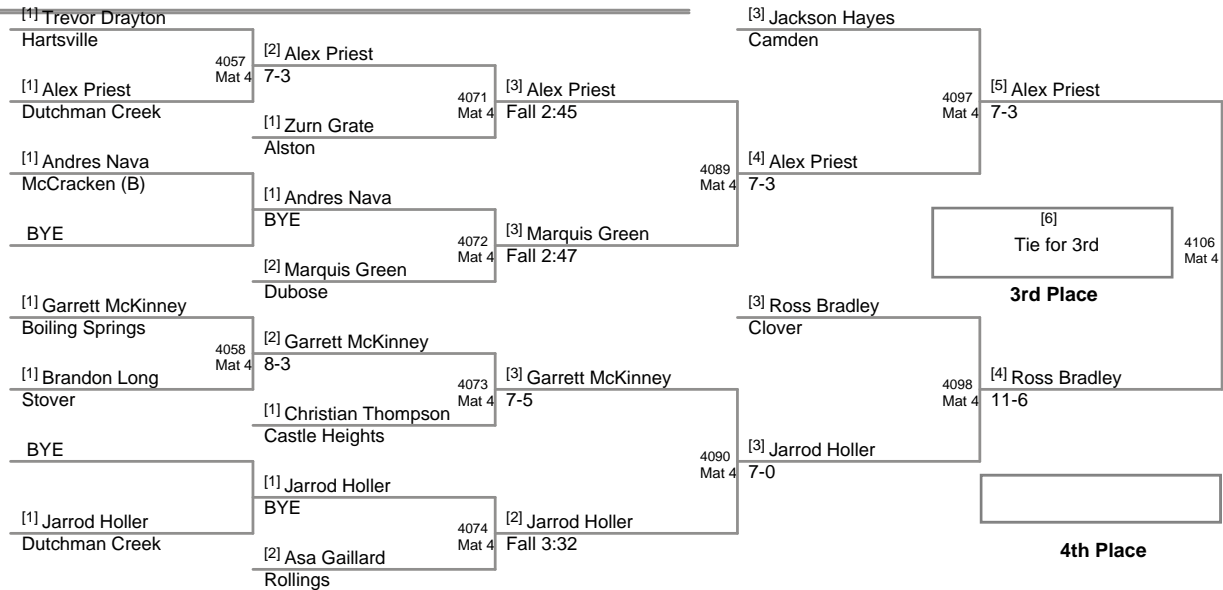 [1] Trevor Drayton
Hartsville
4057
Mat 4
[1] Alex Priest
Dutchman Creek
[1] Andres Nava
McCracken (B)
BYE
[1] Garrett McKinney
Boiling Springs
4058
Mat 4
[1] Brandon Long
Stover
BYE
[1] Jarrod Holler
Dutchman Creek
[2] Alex Priest
7-3
4071
Mat 4
[1] Zurn Grate
Alston
[1] Andres Nava
BYE
4072
Mat 4
[2] Marquis Green
Dubose
[2] Garrett McKinney
8-3
4073
Mat 4
[1] Christian Thompson
Castle Heights
[1] Jarrod Holler
BYE
4074
Mat 4
[2] Asa Gaillard
Rollings
[3] Alex Priest
Fall 2:45
4089
Mat 4
[3] Marquis Green
Fall 2:47
[3] Garrett McKinney
7-5
4090
Mat 4
[2] Jarrod Holler
Fall 3:32
[3] Jackson Hayes
Camden
4097
Mat 4
[4] Alex Priest
7-3
[3] Ross Bradley
Clover
4098
Mat 4
[3] Jarrod Holler
7-0
[5] Alex Priest
7-3
[6]
Tie for 3rd
4106
Mat 4
3rd Place
[4] Ross Bradley
11-6
4th Place